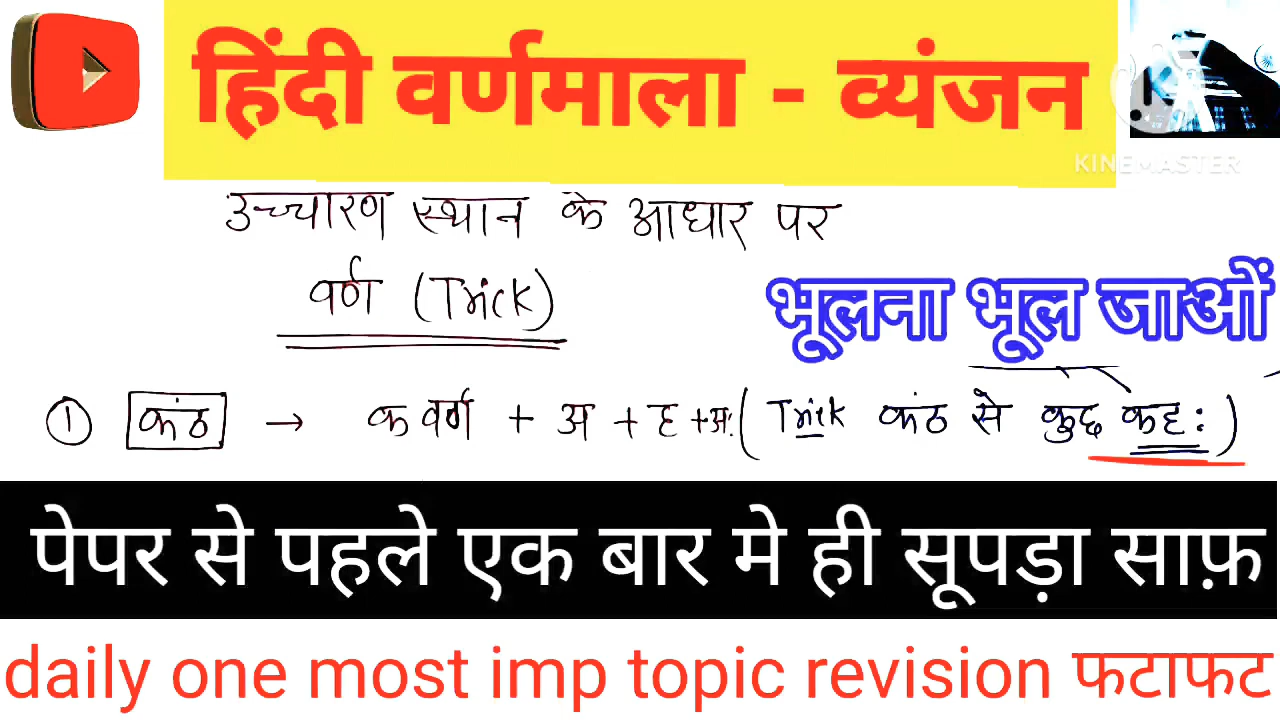 हिंदी वर्णमाला - व्यंजन
KINEMASTER
उच्चारण स्थान के आधार पर
वर्ण (Trick)
भूलना भूल जाओं
① कंठ → क वर्ग + अ + ह + अः ( Trick कंठ से कुछ कहः )
पेपर से पहले एक बार मे ही सूपड़ा साफ़
daily one most imp topic revision फटाफट